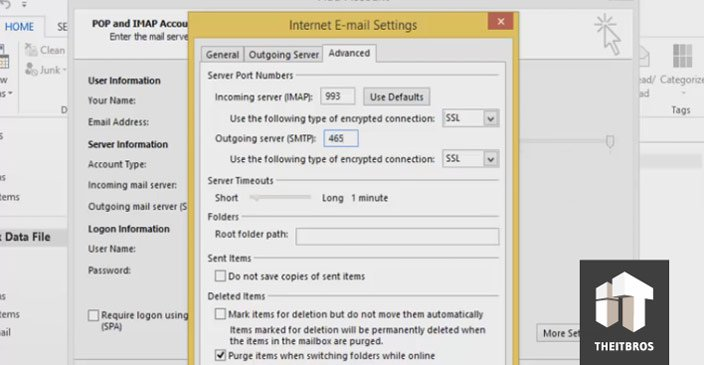 Internet E-mail Settings
HOME
POP and IMAP Accou
Enter the mail serve
Clean
Junk
General
Outgoing Server
Advanced
Server Port Numbers
Incoming server (IMAP): 993 Use Defaults
Use the following type of encrypted connection: SSL
Outgoing server (SMTP): 465
Use the following type of encrypted connection: SSL
Server Timeouts
Short Long 1 minute
Folders
Root folder path:
Sent Items
Do not save copies of sent items
Deleted Items
Mark items for deletion but do not move them automatically
Items marked for deletion will be permanently deleted when
the items in the mailbox are purged.
Purge items when switching folders while online
User Information
Your Name:
Email Address:
Server Information
Account Type:
Incoming mail server:
Outgoing mail server (S
Logon Information
User Name:
Password:
Require logon using
(SPA)
x Data File
More Set
ead/
Categorize
Tags
THEITBROS